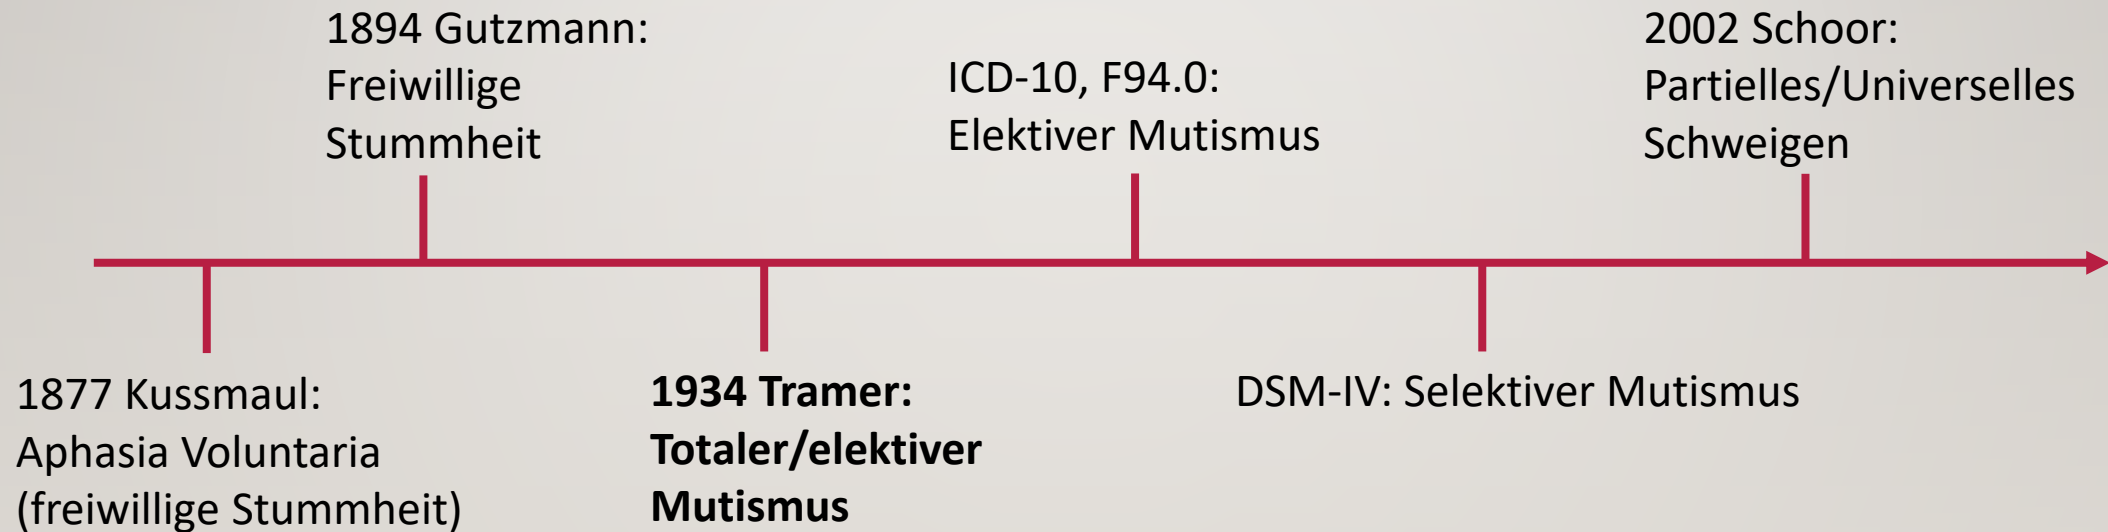 1894 Gutzmann:
Freiwillige
Stummheit
ICD-10, F94.0:
Elektiver Mutismus
2002 Schoor:
Partielles/Universelles
Schweigen
1877 Kussmaul:
Aphasia Voluntaria
(freiwillige Stummheit)
1934 Tramer:
Totaler/elektiver
Mutismus
DSM-IV: Selektiver Mutismus